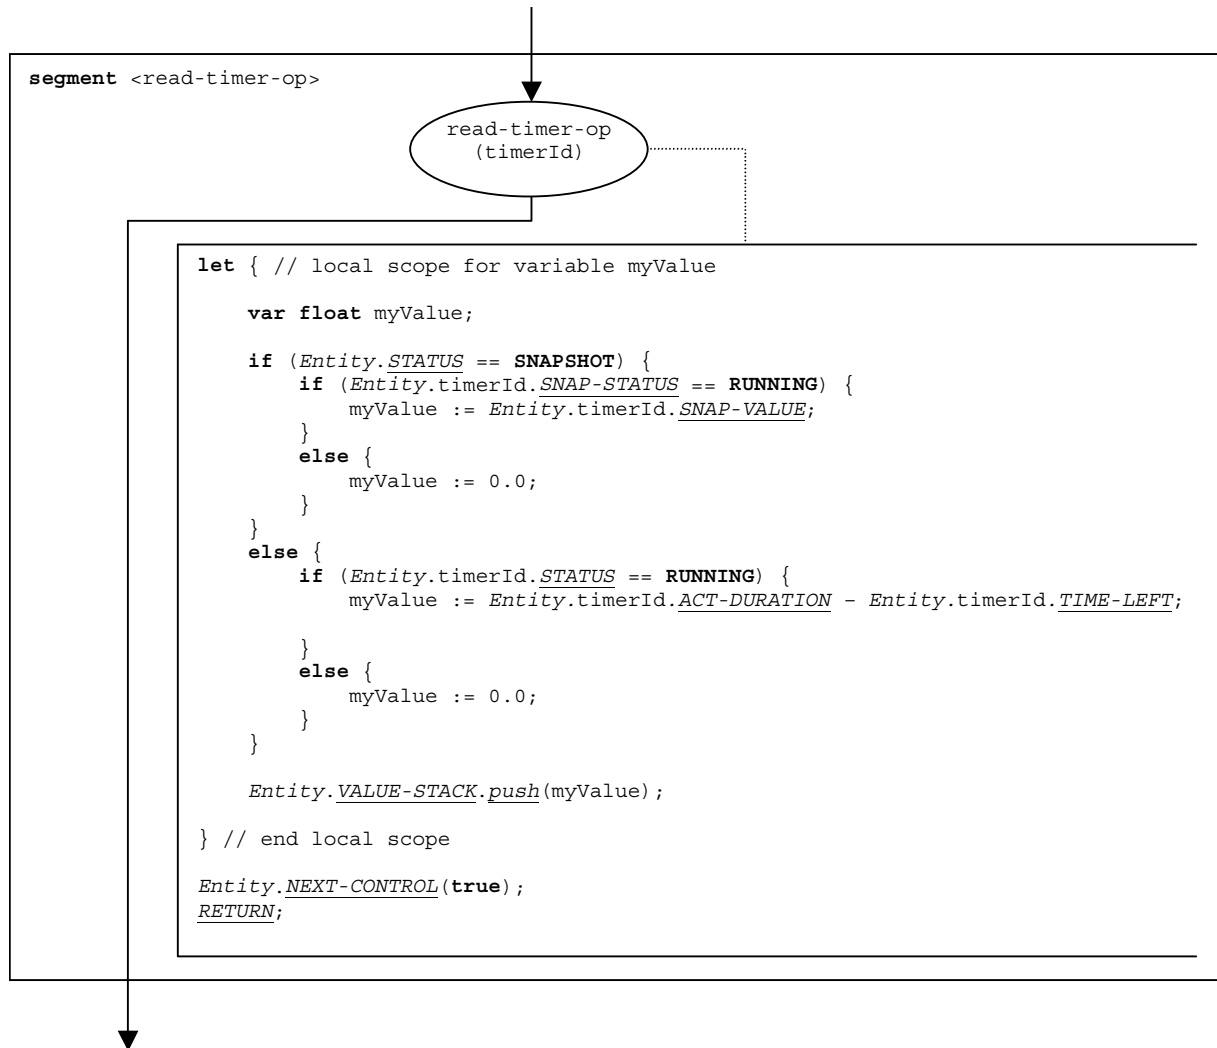 segment <read-timer-op>
read-timer-op
(timerId)
let { // local scope for variable myValue
var float myValue;
if (Entity.STATUS == SNAPSHOT) {
if (Entity.timerId.SNAP-STATUS == RUNNING) {
myValue := Entity.timerId.SNAP-VALUE;
}
else {
myValue := 0.0;
}
}
else {
if (Entity.timerId.STATUS == RUNNING) {
myValue := Entity.timerId.ACT-DURATION – Entity.timerId.TIME-LEFT;
}
else {
myValue := 0.0;
}
}
Entity.VALUE-STACK.push(myValue);
} // end local scope
Entity.NEXT-CONTROL(true);
RETURN;